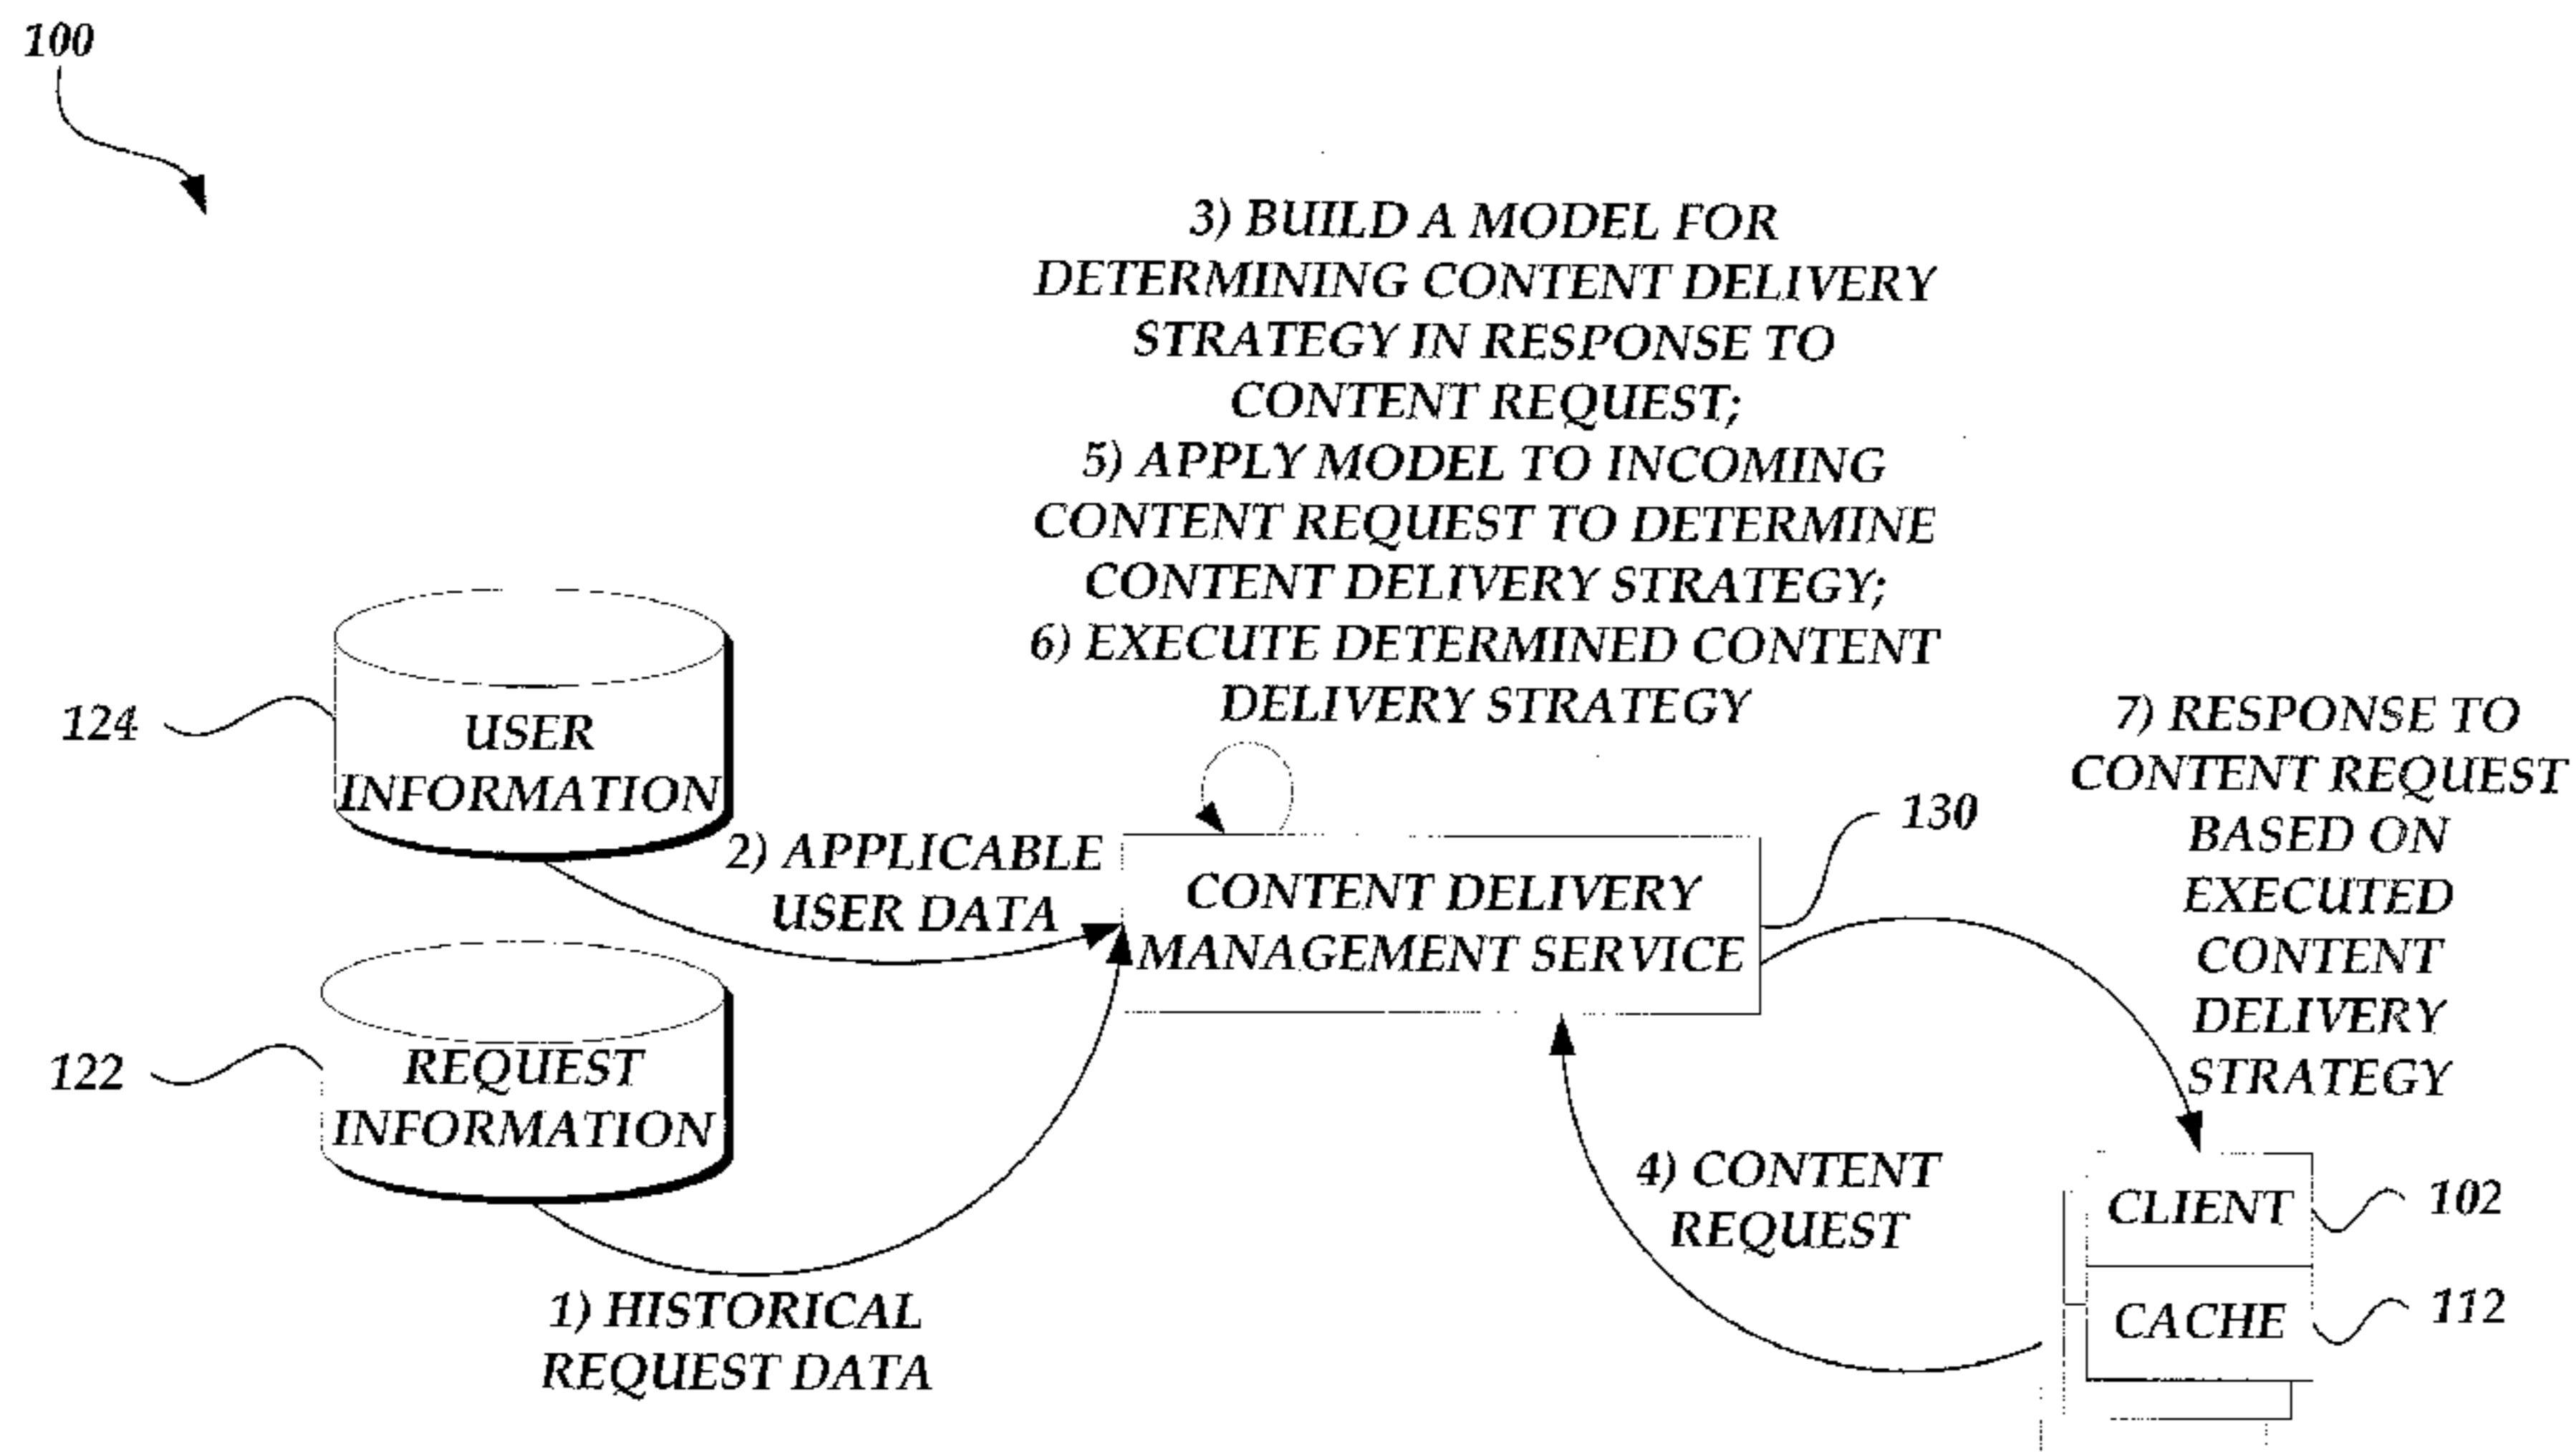 100
3) BUILD A MODEL FOR
DETERMINING CONTENT DELIVERY
STRATEGY IN RESPONSE TO
CONTENT REQUEST;
5) APPLY MODEL TO INCOMING
CONTENT REQUEST TO DETERMINE
CONTENT DELIVERY STRATEGY;
6) EXECUTE DETERMINED CONTENT
DELIVERY STRATEGY
124
USER
INFORMATION
2) APPLICABLE
USER DATA
CONTENT DELIVERY
MANAGEMENT SERVICE
130
7) RESPONSE TO
CONTENT REQUEST
BASED ON
EXECUTED
CONTENT
DELIVERY
STRATEGY
122
REQUEST
INFORMATION
1) HISTORICAL
REQUEST DATA
4) CONTENT
REQUEST
CLIENT
102
CACHE
112